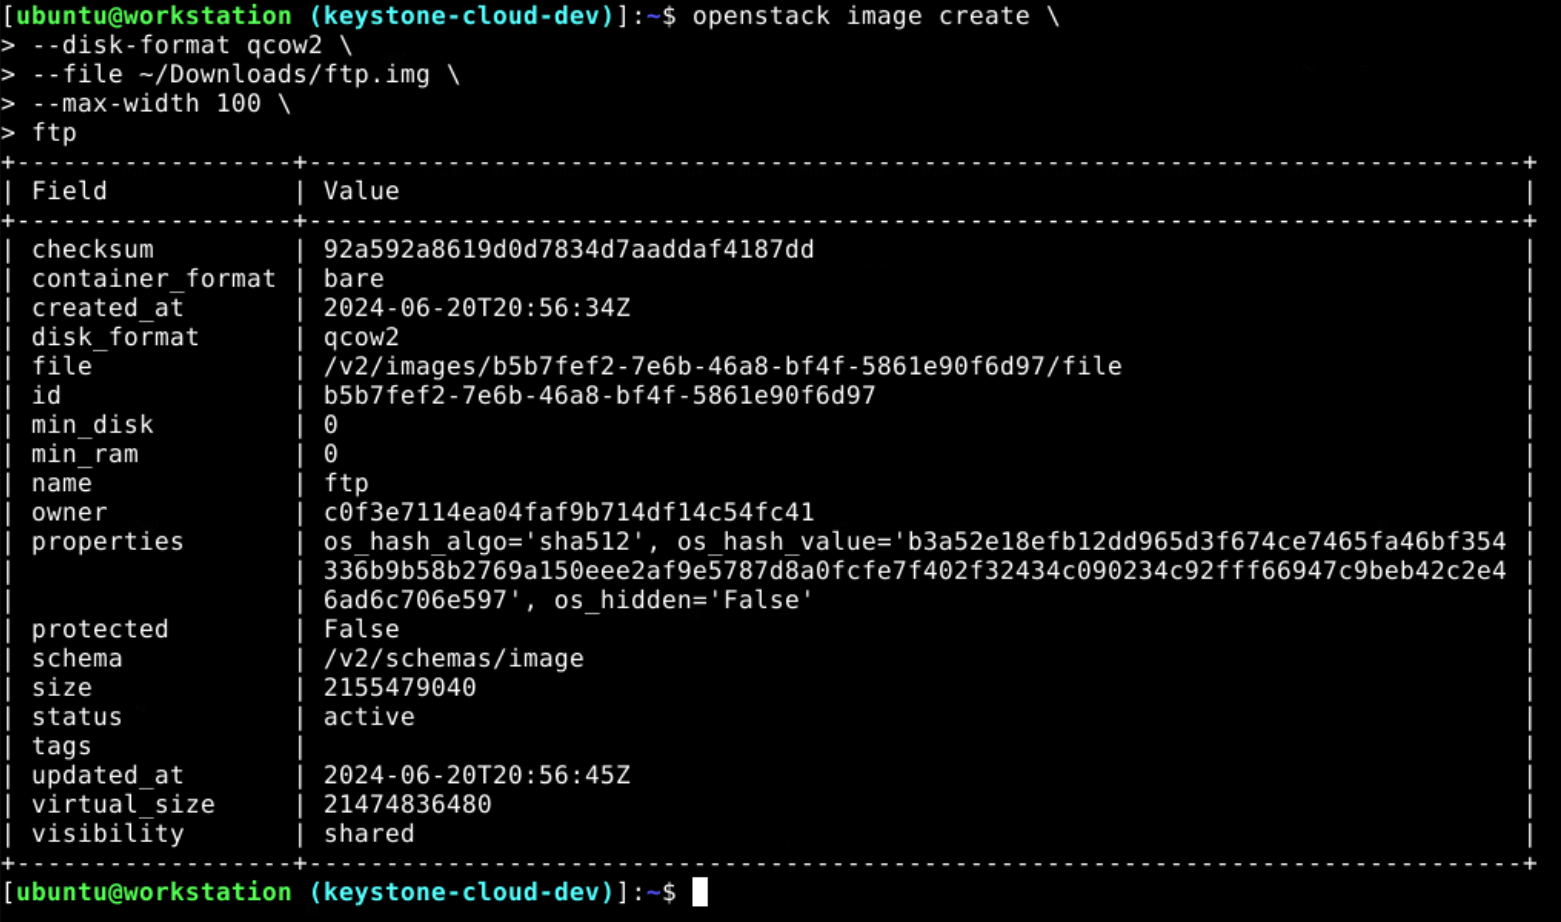 [ubuntu@workstation (keystone-cloud-dev)]:~$ openstack image create \
> --disk-format qcow2 \
> --file ~/Downloads/ftp.img \
> --max-width 100 \
> ftp
+------------------+-------------------------------------------------------------------------------+
| Field            | Value                                                                         |
+------------------+-------------------------------------------------------------------------------+
| checksum         | 92a592a8619d0d7834d7aaddaf4187dd                                              |
| container_format | bare                                                                          |
| created_at       | 2024-06-20T20:56:34Z                                                          |
| disk_format      | qcow2                                                                         |
| file             | /v2/images/b5b7fef2-7e6b-46a8-bf4f-5861e90f6d97/file                          |
| id               | b5b7fef2-7e6b-46a8-bf4f-5861e90f6d97                                          |
| min_disk         | 0                                                                             |
| min_ram          | 0                                                                             |
| name             | ftp                                                                           |
| owner            | c0f3e7114ea04faf9b714df14c54fc41                                              |
| properties       | os_hash_algo='sha512', os_hash_value='b3a52e18efb12dd965d3f674ce7465fa46bf354 |
|                  | 336b9b58b2769a150eee2af9e5787d8a0fcfe7f402f32434c090234c92fff66947c9beb42c2e4 |
|                  | 6ad6c706e597', os_hidden='False'                                              |
| protected        | False                                                                         |
| schema           | /v2/schemas/image                                                             |
| size             | 2155479040                                                                    |
| status           | active                                                                        |
| tags             |                                                                               |
| updated_at       | 2024-06-20T20:56:45Z                                                          |
| virtual_size     | 21474836480                                                                   |
| visibility       | shared                                                                        |
+------------------+-------------------------------------------------------------------------------+
[ubuntu@workstation (keystone-cloud-dev)]:~$